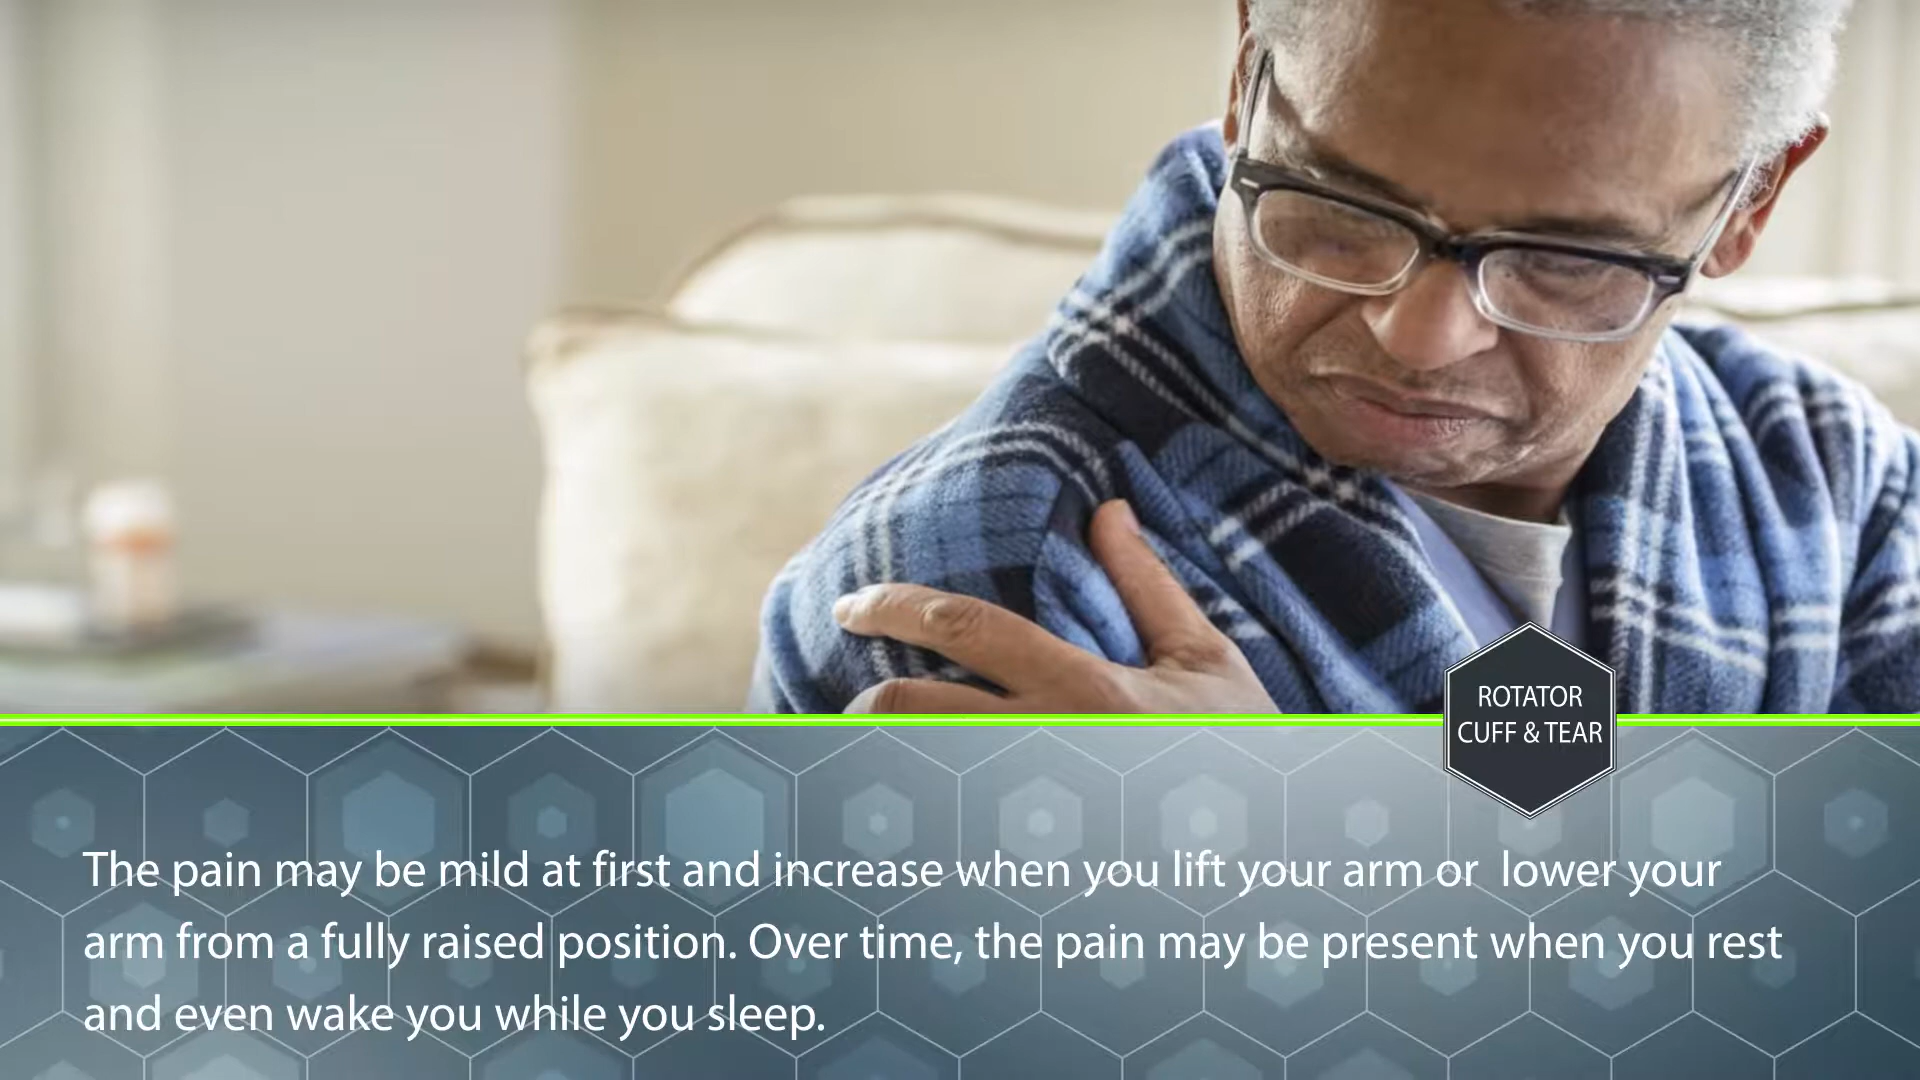 ROTATOR
CUFF & TEAR
The pain may be mild at first and increase when you lift your arm or  lower your
arm from a fully raised position. Over time, the pain may be present when you rest
and even wake you while you sleep.